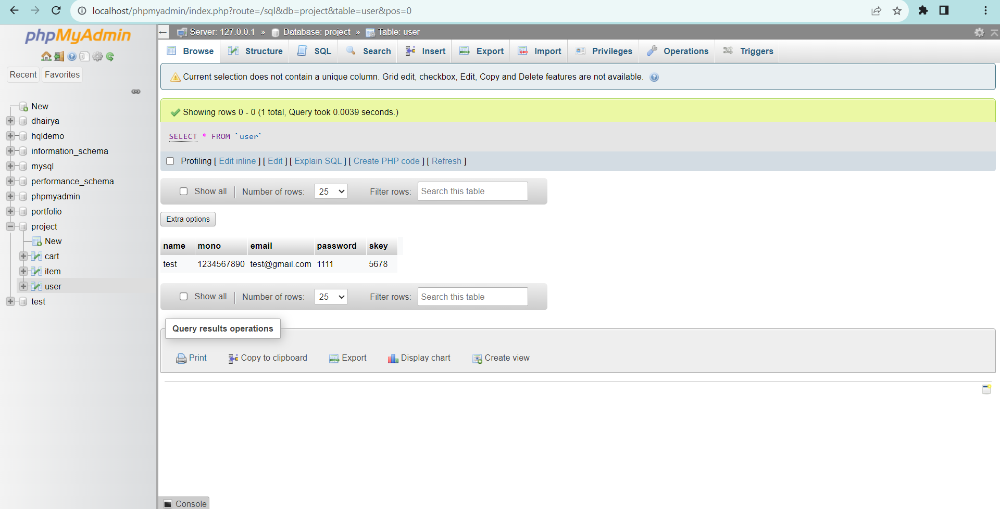 localhost/phpmyadmin/index.php?route=/sql&db=project&table=user&pos=0
phpMyAdmin
Recent Favorites
New
dhairya
hqldemo
information_schema
mysql
performance_schema
phpmyadmin
portfolio
project
New
cart
item
user
test
Server: 127.0.0.1 » Database: project » Table: user
Browse Structure SQL Search Insert Export Import Privileges Operations Triggers
Current selection does not contain a unique column. Grid edit, checkbox, Edit, Copy and Delete features are not available.
Showing rows 0 - 0 (1 total, Query took 0.0039 seconds.)
SELECT * FROM `user`
Profiling [ Edit inline ] [ Edit ] [ Explain SQL ] [ Create PHP code ] [ Refresh ]
Show all Number of rows: 25 Filter rows: Search this table
Extra options
name mono email password skey
test 1234567890 test@gmail.com 1111 5678
Show all Number of rows: 25 Filter rows: Search this table
Query results operations
Print Copy to clipboard Export Display chart Create view
Console